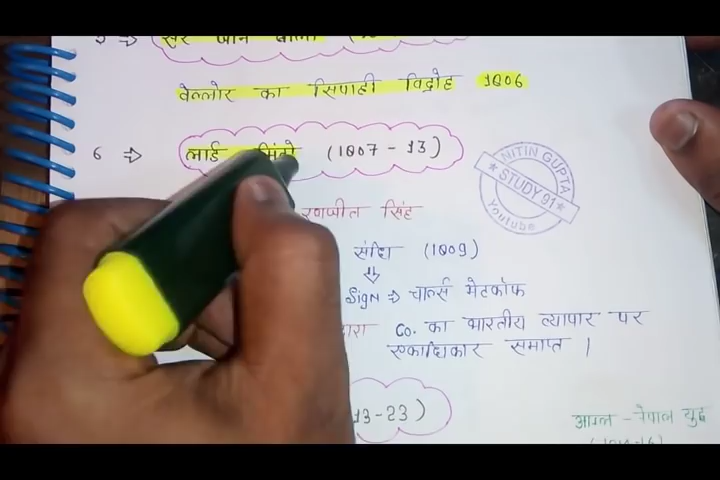 वेल्लोर का सिपाही विद्रोह 1806
6 ⇒ लार्ड मिंटो (1807 - 13)
रणजीत सिंह
NITIN GUPTA
STUDY 91
Youtube
संधि (1809)
⇓
Sign ⇒ चार्ल्स मेटकॉफ
Co. का भारतीय व्यापार पर
एकाधिकार समाप्त ।
13-23)
आंग्ल - नेपाल युद्ध